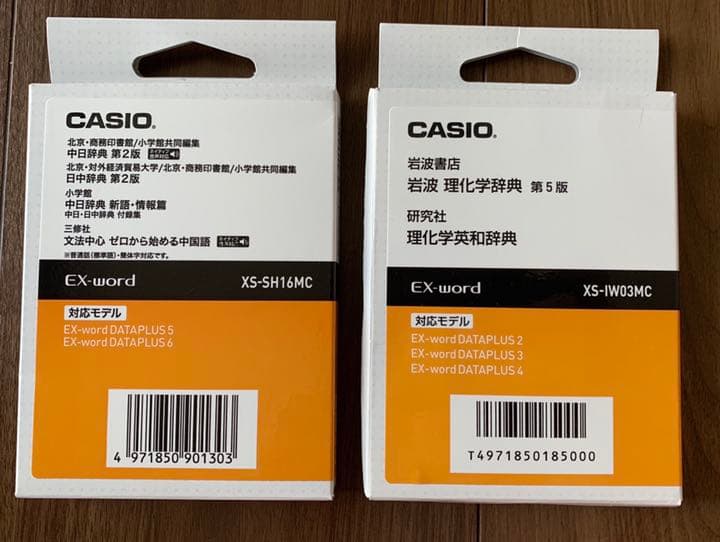 CASIO®
北京・商務印書館/小学館共同編集
中日辞典 第2版 ネイティブ音声対応
北京・対外経済貿易大学/北京・商務印書館/小学館共同編集
日中辞典 第2版
小学館
中日辞典 新語・情報篇
中日・日中辞典 付録集
三修社
文法中心 ゼロから始める中国語
※普通話(標準語)・簡体字対応です。
EX-word XS-SH16MC
対応モデル
EX-word DATAPLUS 5
EX-word DATAPLUS 6
4 971850 901303
CASIO®
岩波書店
岩波 理化学辞典 第5版
研究社
理化学英和辞典
EX-word XS-IW03MC
対応モデル
EX-word DATAPLUS 2
EX-word DATAPLUS 3
EX-word DATAPLUS 4
T4971850185000